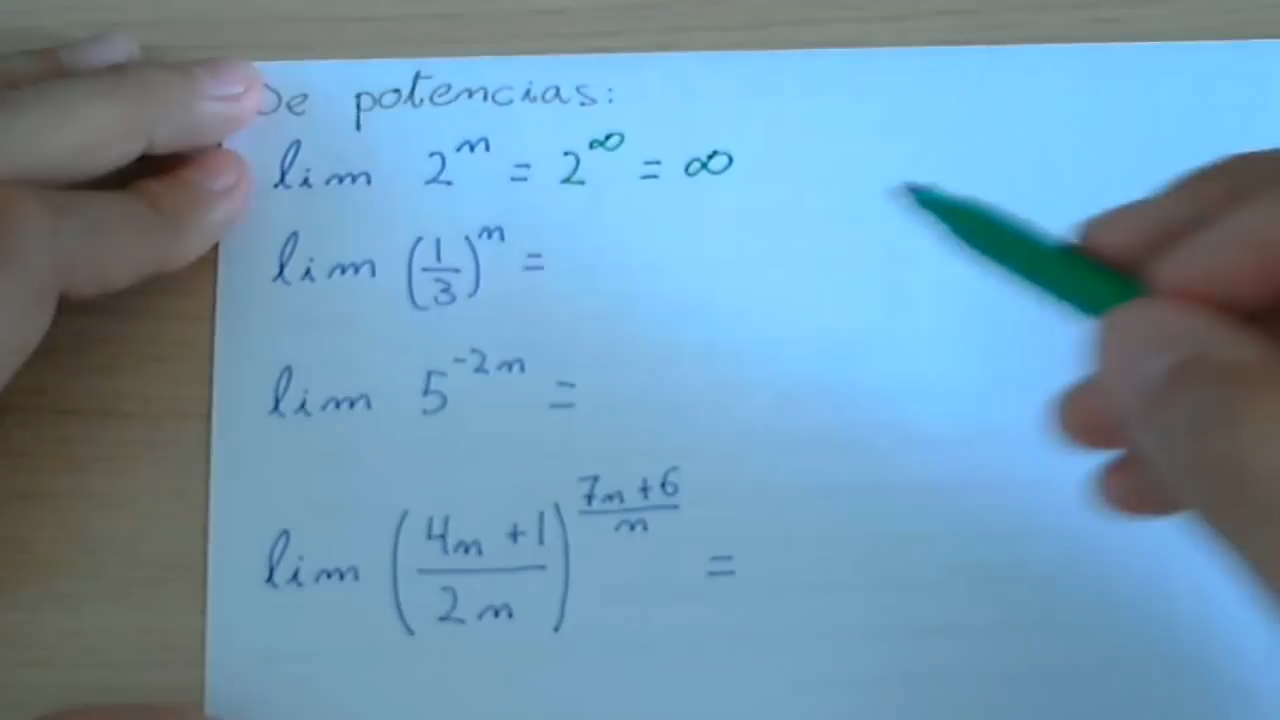 De potencias:
lim 2^n = 2^∞ = ∞
lim (1/3)^n =
lim 5^-2n =
lim ((4n+1)/(2n))^((7n+6)/n) =